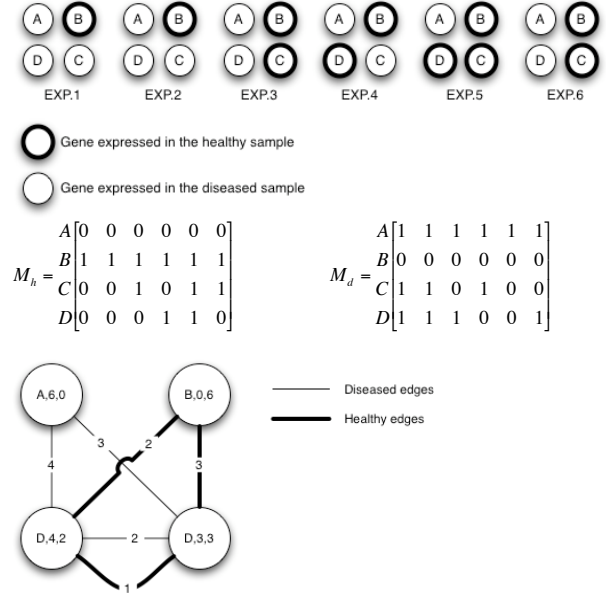 A B A B A B A B A B A B
D C D C D C D C D C D C
EXP.1 EXP.2 EXP.3 EXP.4 EXP.5 EXP.6
Gene expressed in the healthy sample
Gene expressed in the diseased sample
A 0 0 0 0 0 0 A 1 1 1 1 1 1
B 1 1 1 1 1 1 B 0 0 0 0 0 0
M_h = M_d =
C 0 0 1 0 1 1 C 1 1 0 1 0 0
D 0 0 0 1 1 0 D 1 1 1 0 0 1
A,6,0 B,0,6
Diseased edges
Healthy edges
3 2
4 3
D,4,2 2 D,3,3
1